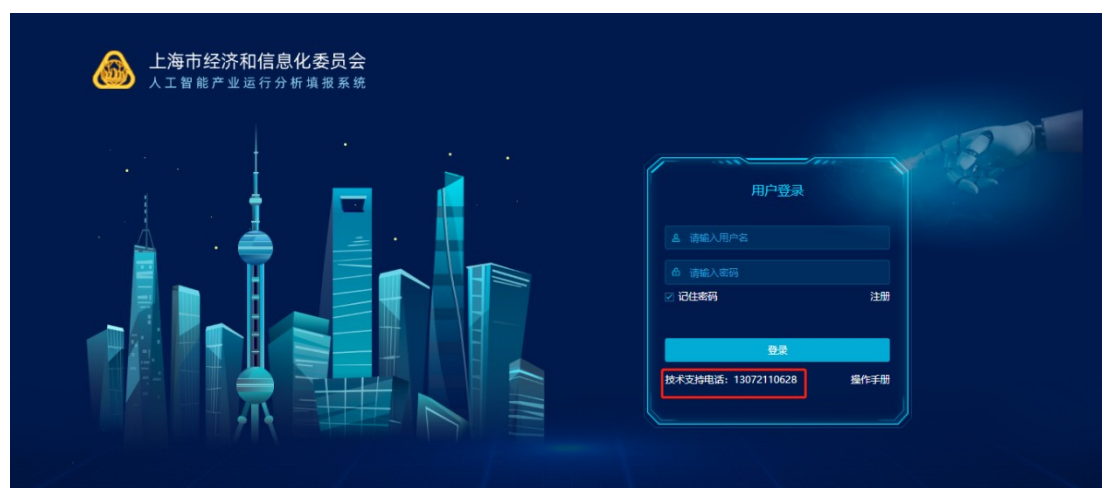 上海市经济和信息化委员会
人工智能产业运行分析填报系统
用户登录
请输入用户名
请输入密码
记住密码 注册
登录
技术支持电话：13072110628 操作手册